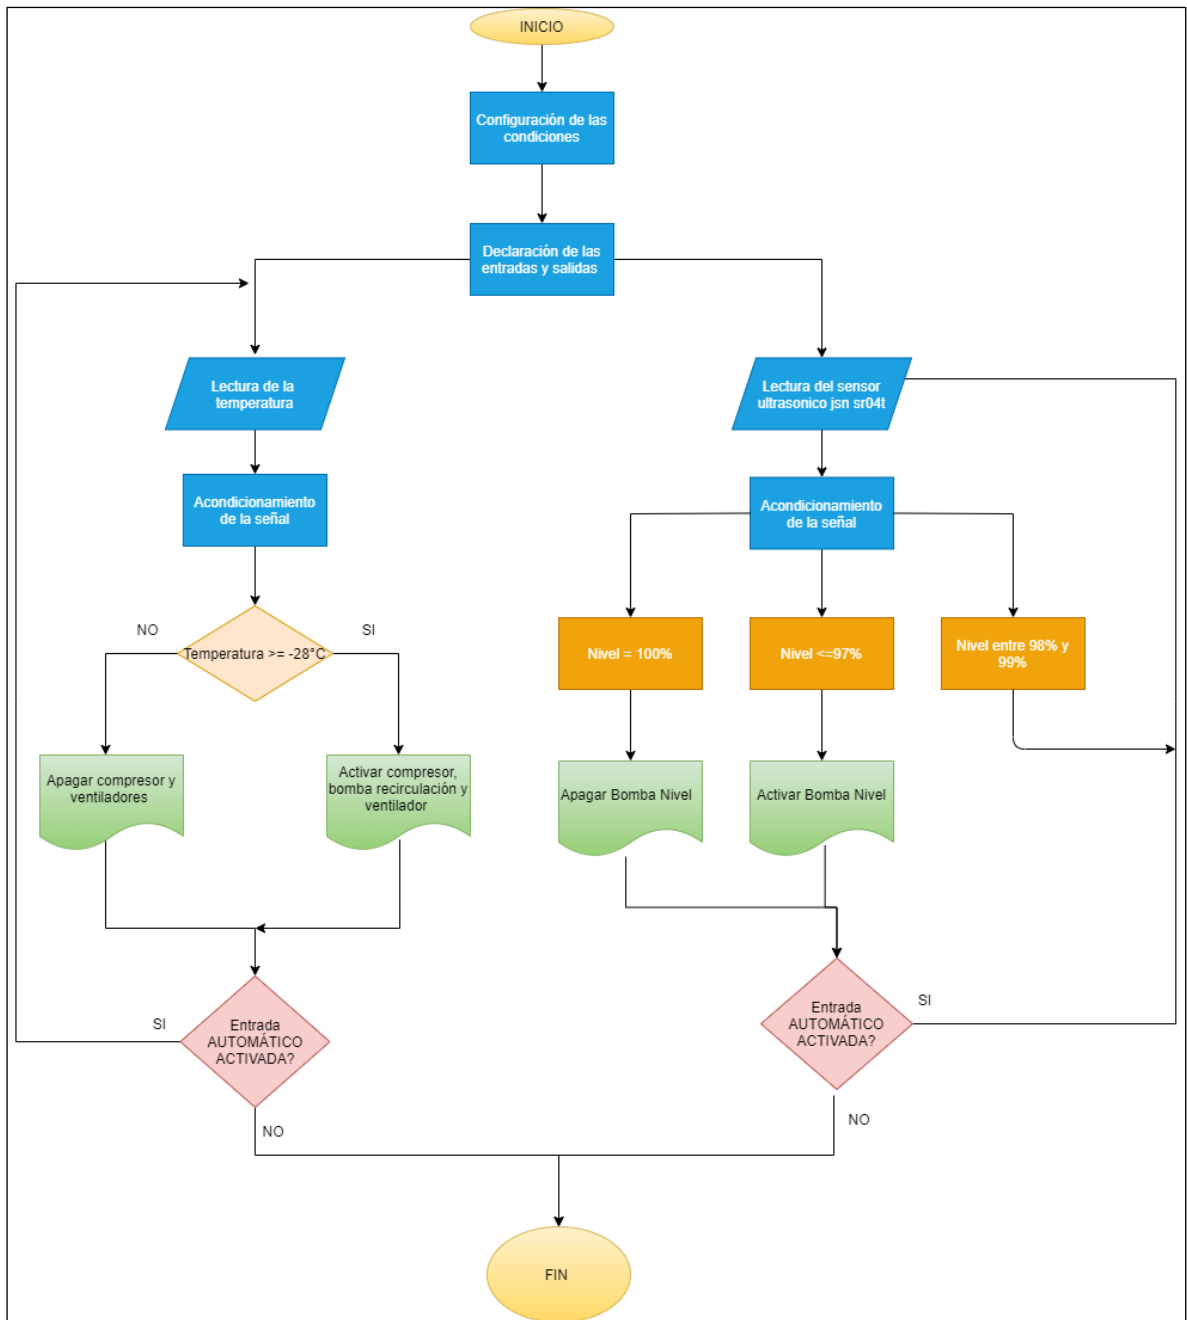 INICIO
Configuración de las
condiciones
Declaración de las
entradas y salidas
Lectura de la
temperatura
Lectura del sensor
ultrasonico jsn sr04t
Acondicionamiento
de la señal
Acondicionamiento
de la señal
NO
SI
Temperatura >= -28°C
Nivel = 100%
Nivel <=97%
Nivel entre 98% y
99%
Apagar compresor y
ventiladores
Activar compresor,
bomba recirculación y
ventilador
Apagar Bomba Nivel
Activar Bomba Nivel
SI
Entrada
AUTOMÁTICO
ACTIVADA?
SI
Entrada
AUTOMÁTICO
ACTIVADA?
NO
NO
FIN